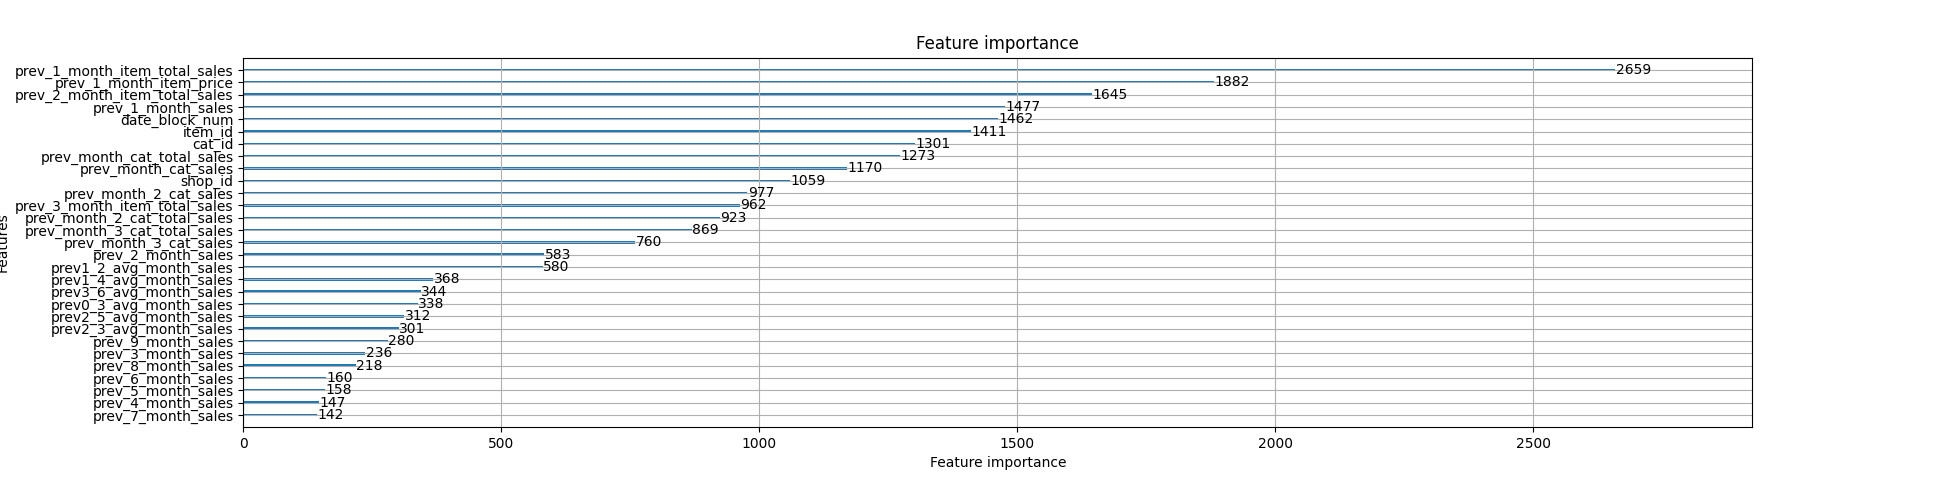 Feature importance
prev_1_month_item_total_sales 2659
prev_1_month_item_price 1882
prev_2_month_item_total_sales 1645
prev_1_month_sales 1477
date_block_num 1462
item_id 1411
cat_id 1301
prev_month_cat_total_sales 1273
prev_month_cat_sales 1170
shop_id 1059
prev_month_2_cat_sales 977
prev_3_month_item_total_sales 962
prev_month_2_cat_total_sales 923
prev_month_3_cat_total_sales 869
prev_month_3_cat_sales 760
prev_2_month_sales 583
prev1_2_avg_month_sales 580
prev1_4_avg_month_sales 368
prev3_6_avg_month_sales 344
prev0_3_avg_month_sales 338
prev2_5_avg_month_sales 312
prev2_3_avg_month_sales 301
prev_9_month_sales 280
prev_3_month_sales 236
prev_8_month_sales 218
prev_6_month_sales 160
prev_5_month_sales 158
prev_4_month_sales 147
prev_7_month_sales 142
Features
0 500 1000 1500 2000 2500
Feature importance